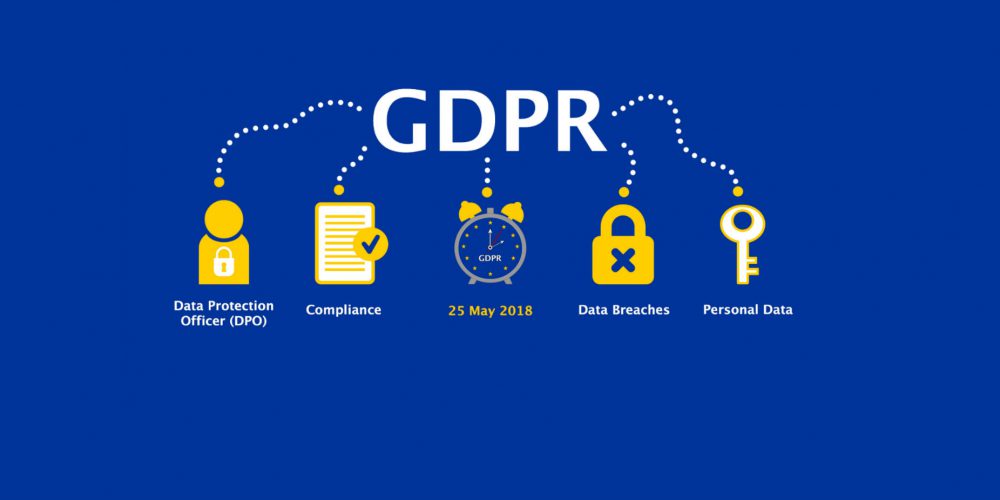 GDPR
GDPR
Data Protection
Officer (DPO)
Compliance
25 May 2018
Data Breaches
Personal Data